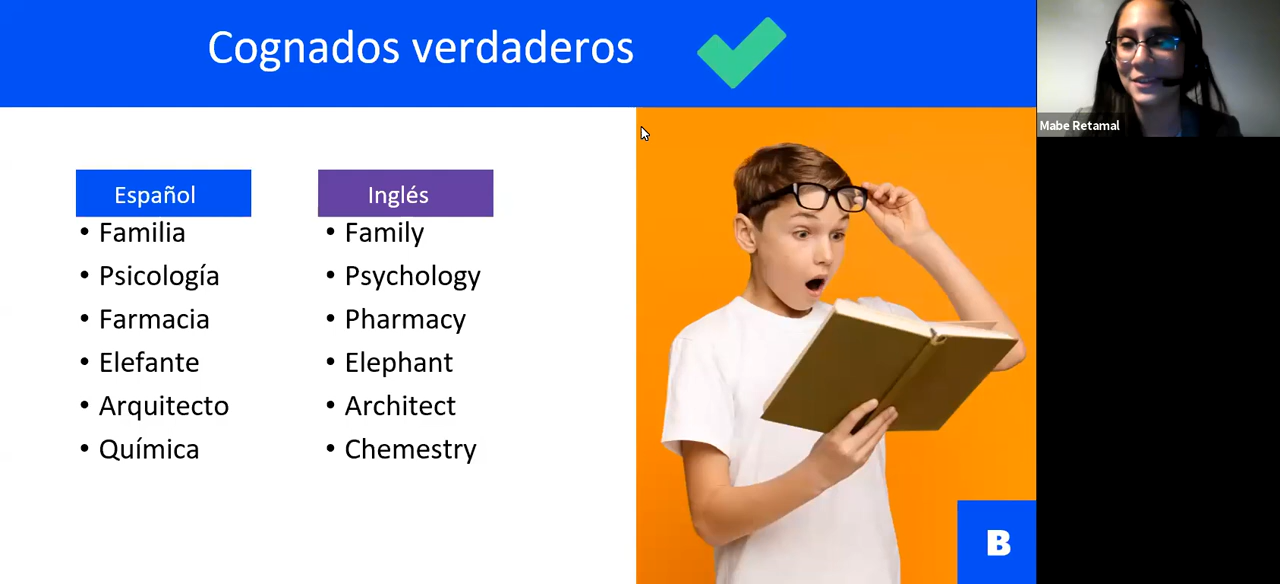 Cognados verdaderos
Mabe Retamal
Español
Familia
Psicología
Farmacia
Elefante
Arquitecto
Química
Inglés
Family
Psychology
Pharmacy
Elephant
Architect
Chemestry
B